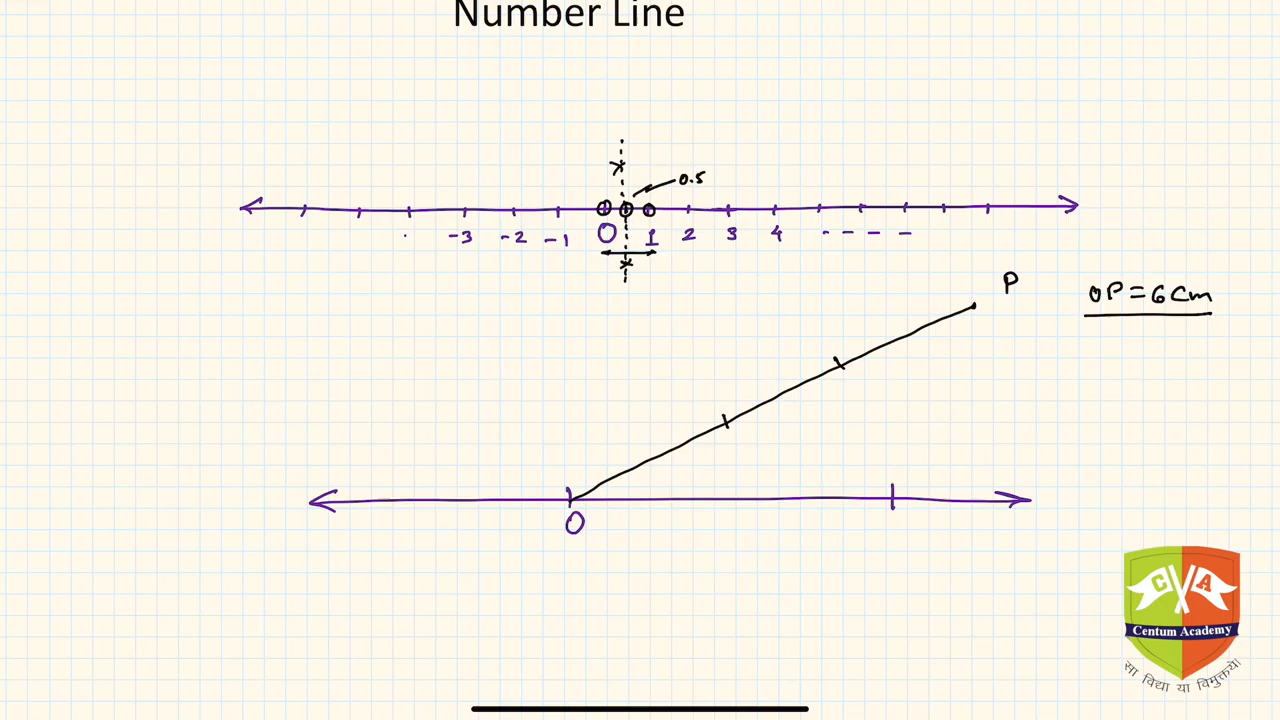 Number Line
0.5
-3 -2 -1 0 1 2 3 4 - - - -
P
OP = 6 Cm
O
C A
Centum Academy
सा विद्या या विमुक्तये